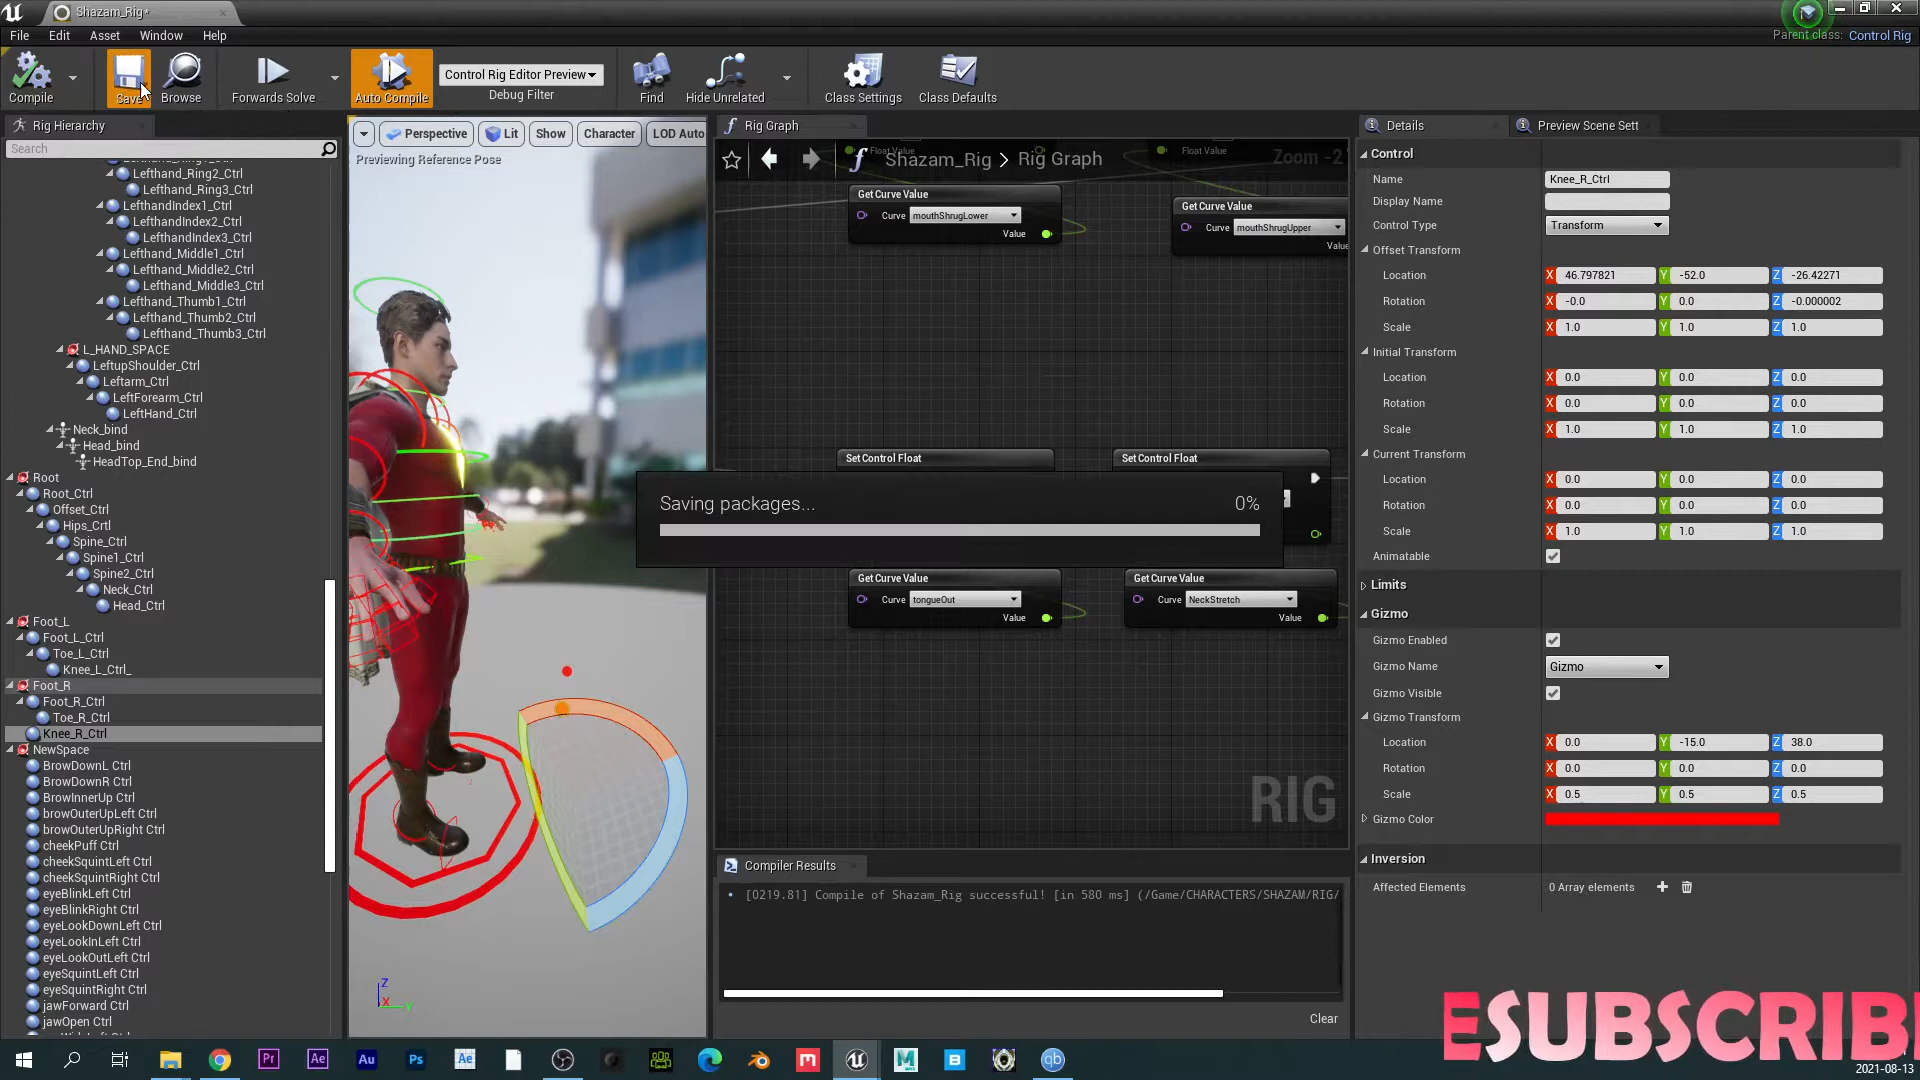 Shazam_Rig*
File Edit Asset Window Help
Parent class: Control Rig
Compile
Save
Browse
Forwards Solve
Auto Compile
Control Rig Editor Preview
Debug Filter
Find
Hide Unrelated
Class Settings
Class Defaults
Rig Hierarchy
Search
Lefthand_Ring1_Ctrl
Lefthand_Ring2_Ctrl
Lefthand_Ring3_Ctrl
LefthandIndex1_Ctrl
LefthandIndex2_Ctrl
LefthandIndex3_Ctrl
Lefthand_Middle1_Ctrl
Lefthand_Middle2_Ctrl
Lefthand_Middle3_Ctrl
Lefthand_Thumb1_Ctrl
Lefthand_Thumb2_Ctrl
Lefthand_Thumb3_Ctrl
L_HAND_SPACE
LeftupShoulder_Ctrl
Leftarm_Ctrl
LeftForearm_Ctrl
LeftHand_Ctrl
Neck_bind
Head_bind
HeadTop_End_bind
Root
Root_Ctrl
Offset_Ctrl
Hips_Crtl
Spine_Ctrl
Spine1_Ctrl
Spine2_Ctrl
Neck_Ctrl
Head_Ctrl
Foot_L
Foot_L_Ctrl
Toe_L_Ctrl
Knee_L_Ctrl_
Foot_R
Foot_R_Ctrl
Toe_R_Ctrl
Knee_R_Ctrl
NewSpace
BrowDownL Ctrl
BrowDownR Ctrl
BrowInnerUp Ctrl
browOuterUpLeft Ctrl
browOuterUpRight Ctrl
cheekPuff Ctrl
cheekSquintLeft Ctrl
cheekSquintRight Ctrl
eyeBlinkLeft Ctrl
eyeBlinkRight Ctrl
eyeLookDownLeft Ctrl
eyeLookInLeft Ctrl
eyeLookOutLeft Ctrl
eyeSquintLeft Ctrl
eyeSquintRight Ctrl
jawForward Ctrl
jawOpen Ctrl
Perspective Lit Show Character LOD Auto
Previewing Reference Pose
Z
X Y
Rig Graph
Float Value Float Value
Shazam_Rig > Rig Graph Zoom -2
Get Curve Value
Curve mouthShrugLower
Value
Get Curve Value
Curve mouthShrugUpper
Value
Set Control Float
Set Control Float
Saving packages... 0%
Get Curve Value
Curve tongueOut
Value
Get Curve Value
Curve NeckStretch
Value
RIG
Compiler Results
[0219.81] Compile of Shazam_Rig successful! [in 580 ms] (/Game/CHARACTERS/SHAZAM/RIG/
Clear
Details
Preview Scene Sett
Control
Name Knee_R_Ctrl
Display Name
Control Type Transform
Offset Transform
Location X 46.797821 Y -52.0 Z -26.42271
Rotation X -0.0 Y 0.0 Z -0.000002
Scale X 1.0 Y 1.0 Z 1.0
Initial Transform
Location X 0.0 Y 0.0 Z 0.0
Rotation X 0.0 Y 0.0 Z 0.0
Scale X 1.0 Y 1.0 Z 1.0
Current Transform
Location X 0.0 Y 0.0 Z 0.0
Rotation X 0.0 Y 0.0 Z 0.0
Scale X 1.0 Y 1.0 Z 1.0
Animatable
Limits
Gizmo
Gizmo Enabled
Gizmo Name Gizmo
Gizmo Visible
Gizmo Transform
Location X 0.0 Y -15.0 Z 38.0
Rotation X 0.0 Y 0.0 Z 0.0
Scale X 0.5 Y 0.5 Z 0.5
Gizmo Color
Inversion
Affected Elements 0 Array elements
ESUBSCRIB
Pr Ae Au Ps Ae M B qb
2021-08-13